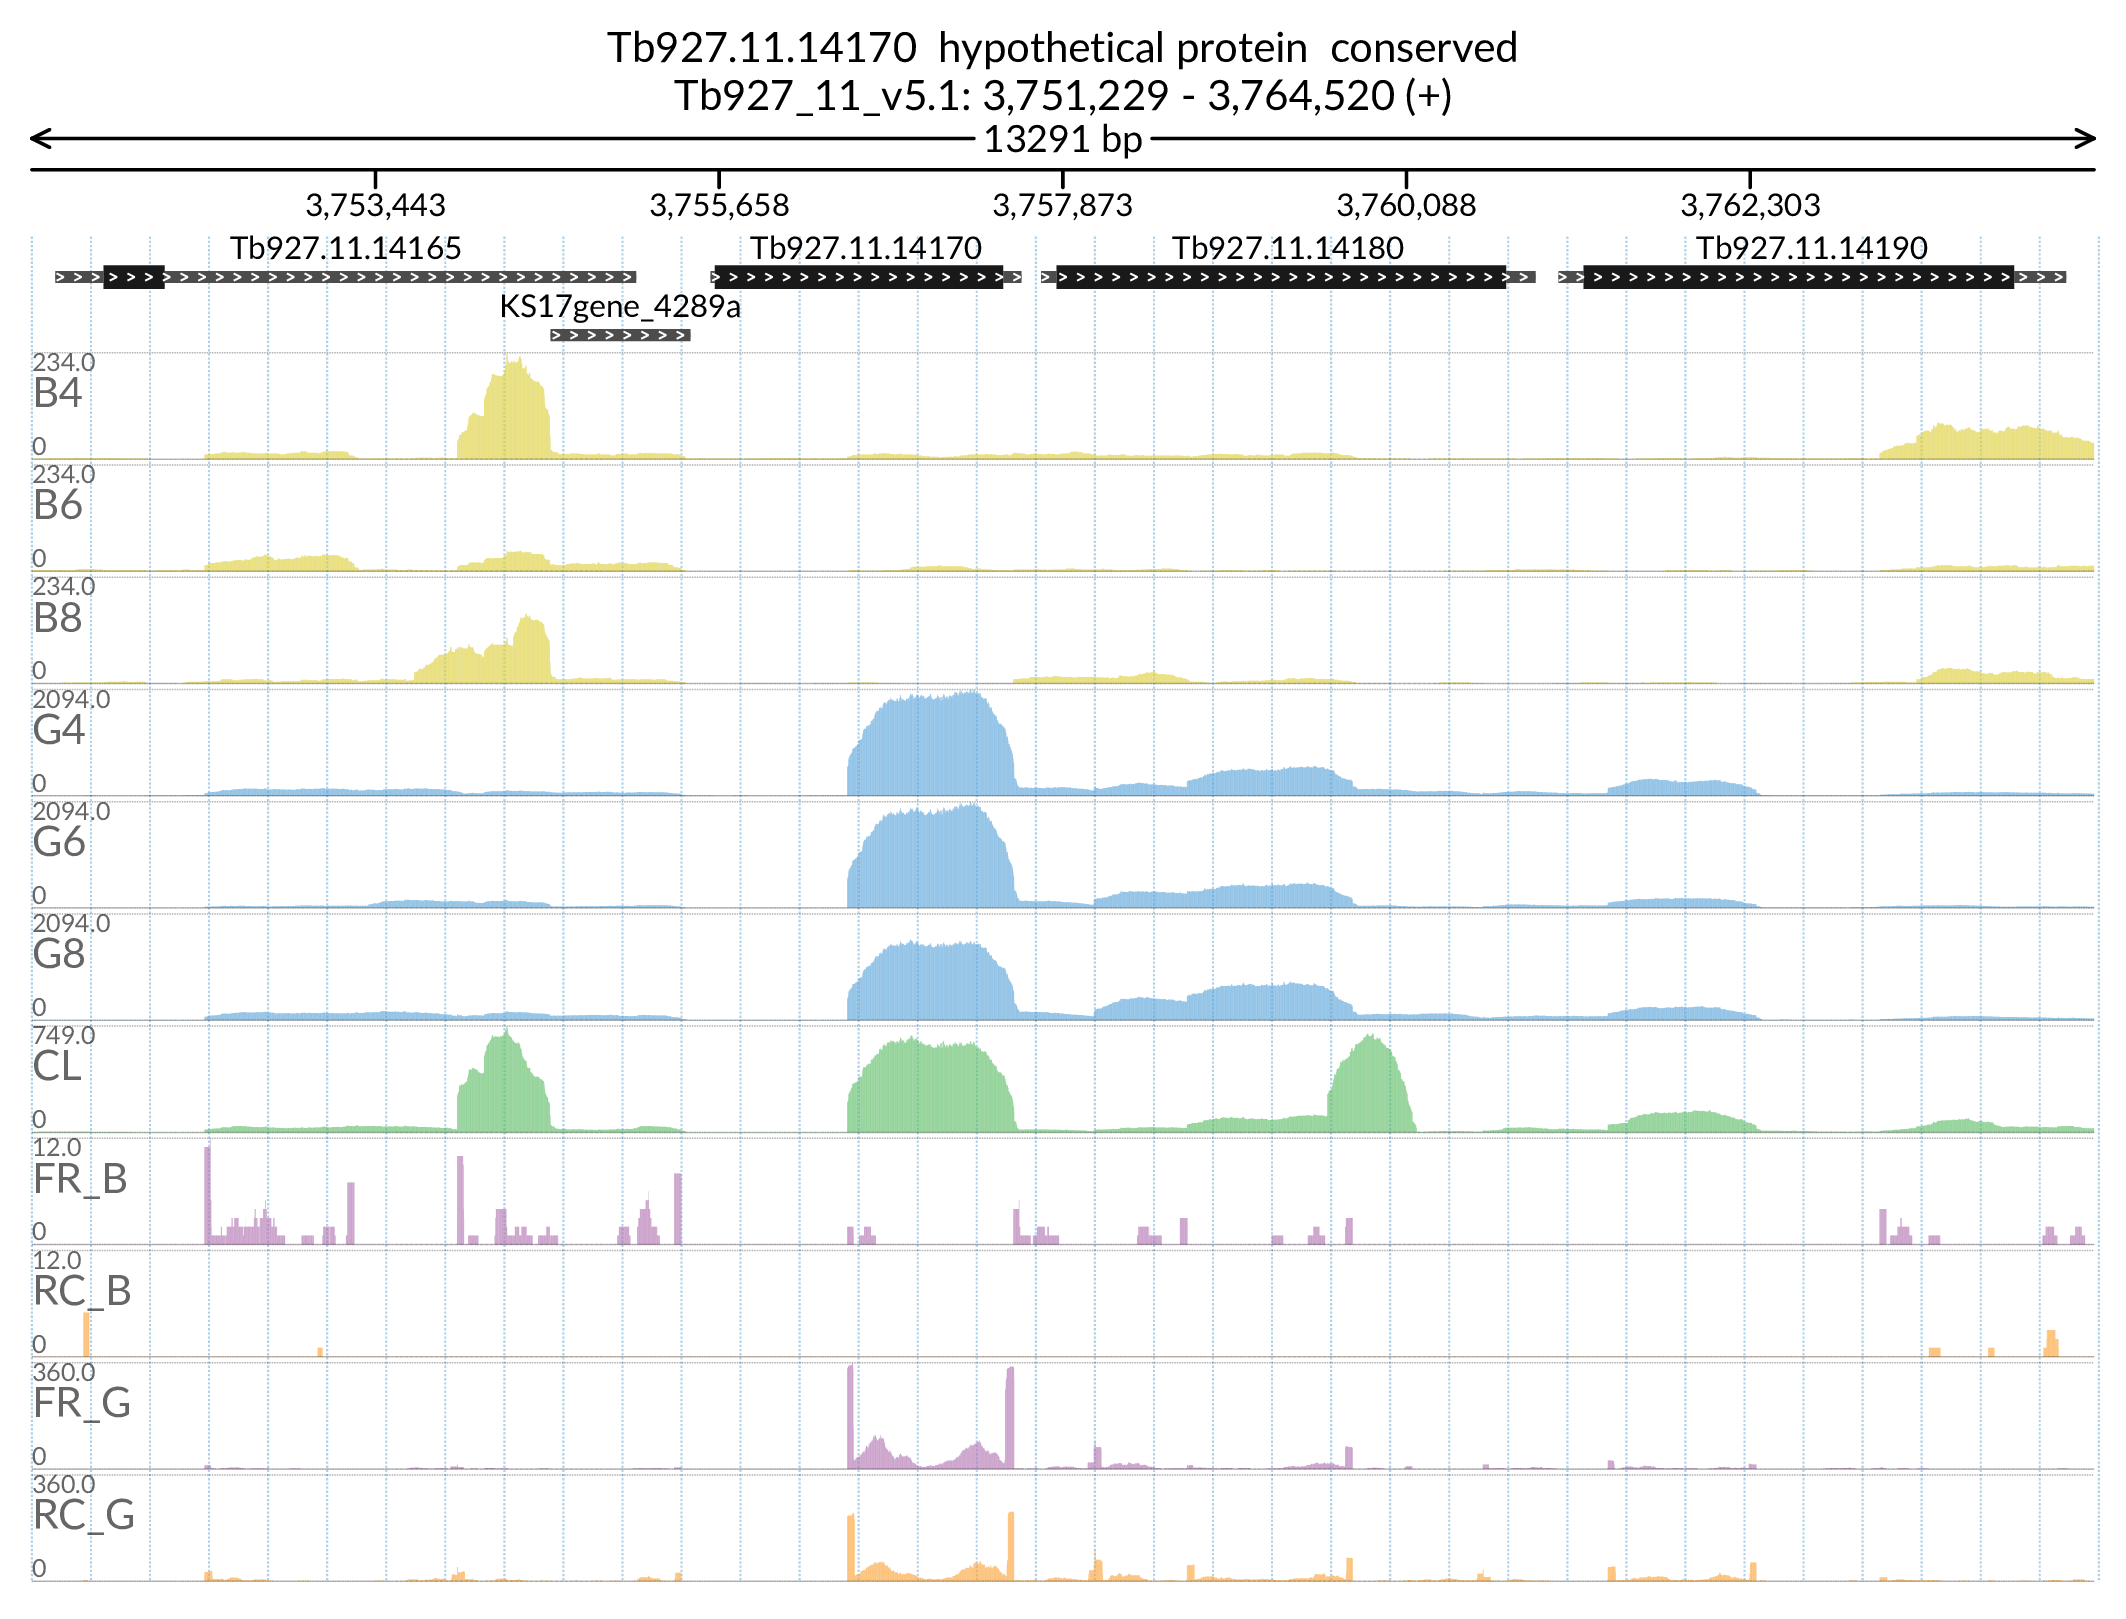 Tb927.11.14170  hypothetical protein  conserved
Tb927_11_v5.1: 3,751,229 - 3,764,520 (+)
13291 bp
3,753,443 3,755,658 3,757,873 3,760,088 3,762,303
Tb927.11.14165 Tb927.11.14170 Tb927.11.14180 Tb927.11.14190
KS17gene_4289a
234.0
B4
0
234.0
B6
0
234.0
B8
0
2094.0
G4
0
2094.0
G6
0
2094.0
G8
0
749.0
CL
0
12.0
FR_B
0
12.0
RC_B
0
360.0
FR_G
0
360.0
RC_G
0